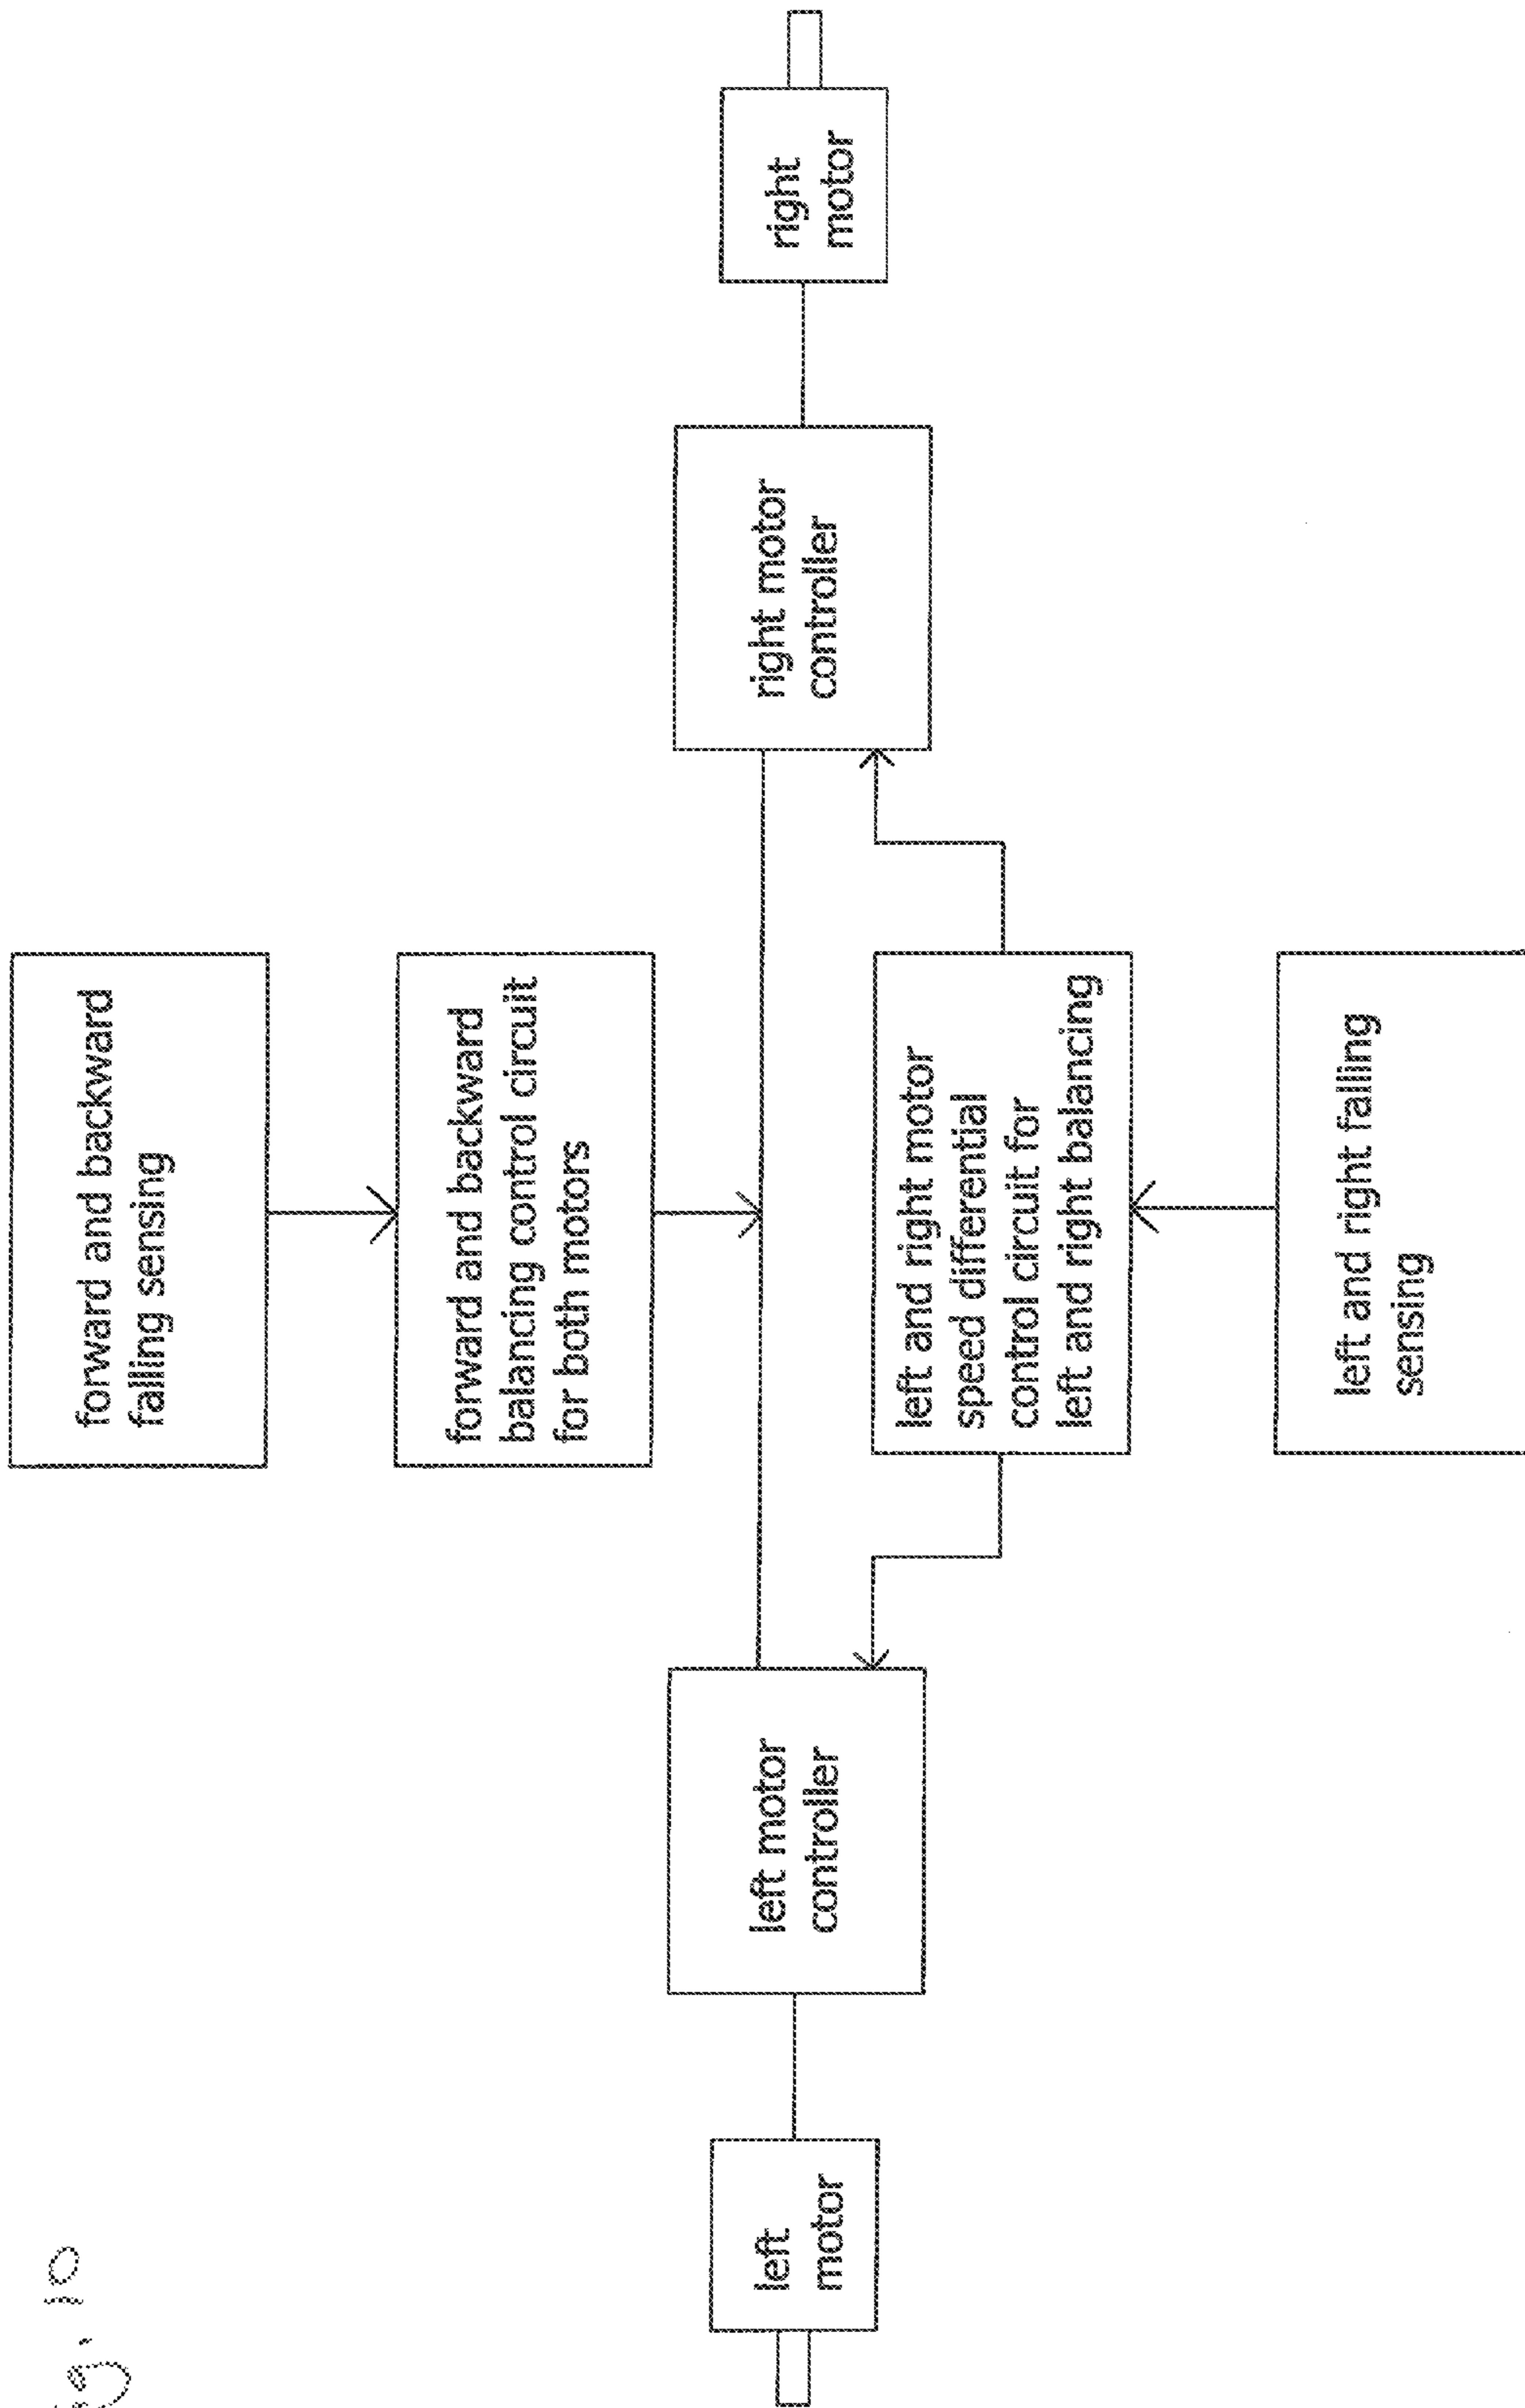 forward and backward
falling sensing
forward and backward
balancing control circuit
for both motors
left
motor
left motor
controller
right motor
controller
right
motor
left and right motor
speed differential
control circuit for
left and right balancing
left and right falling
sensing
10